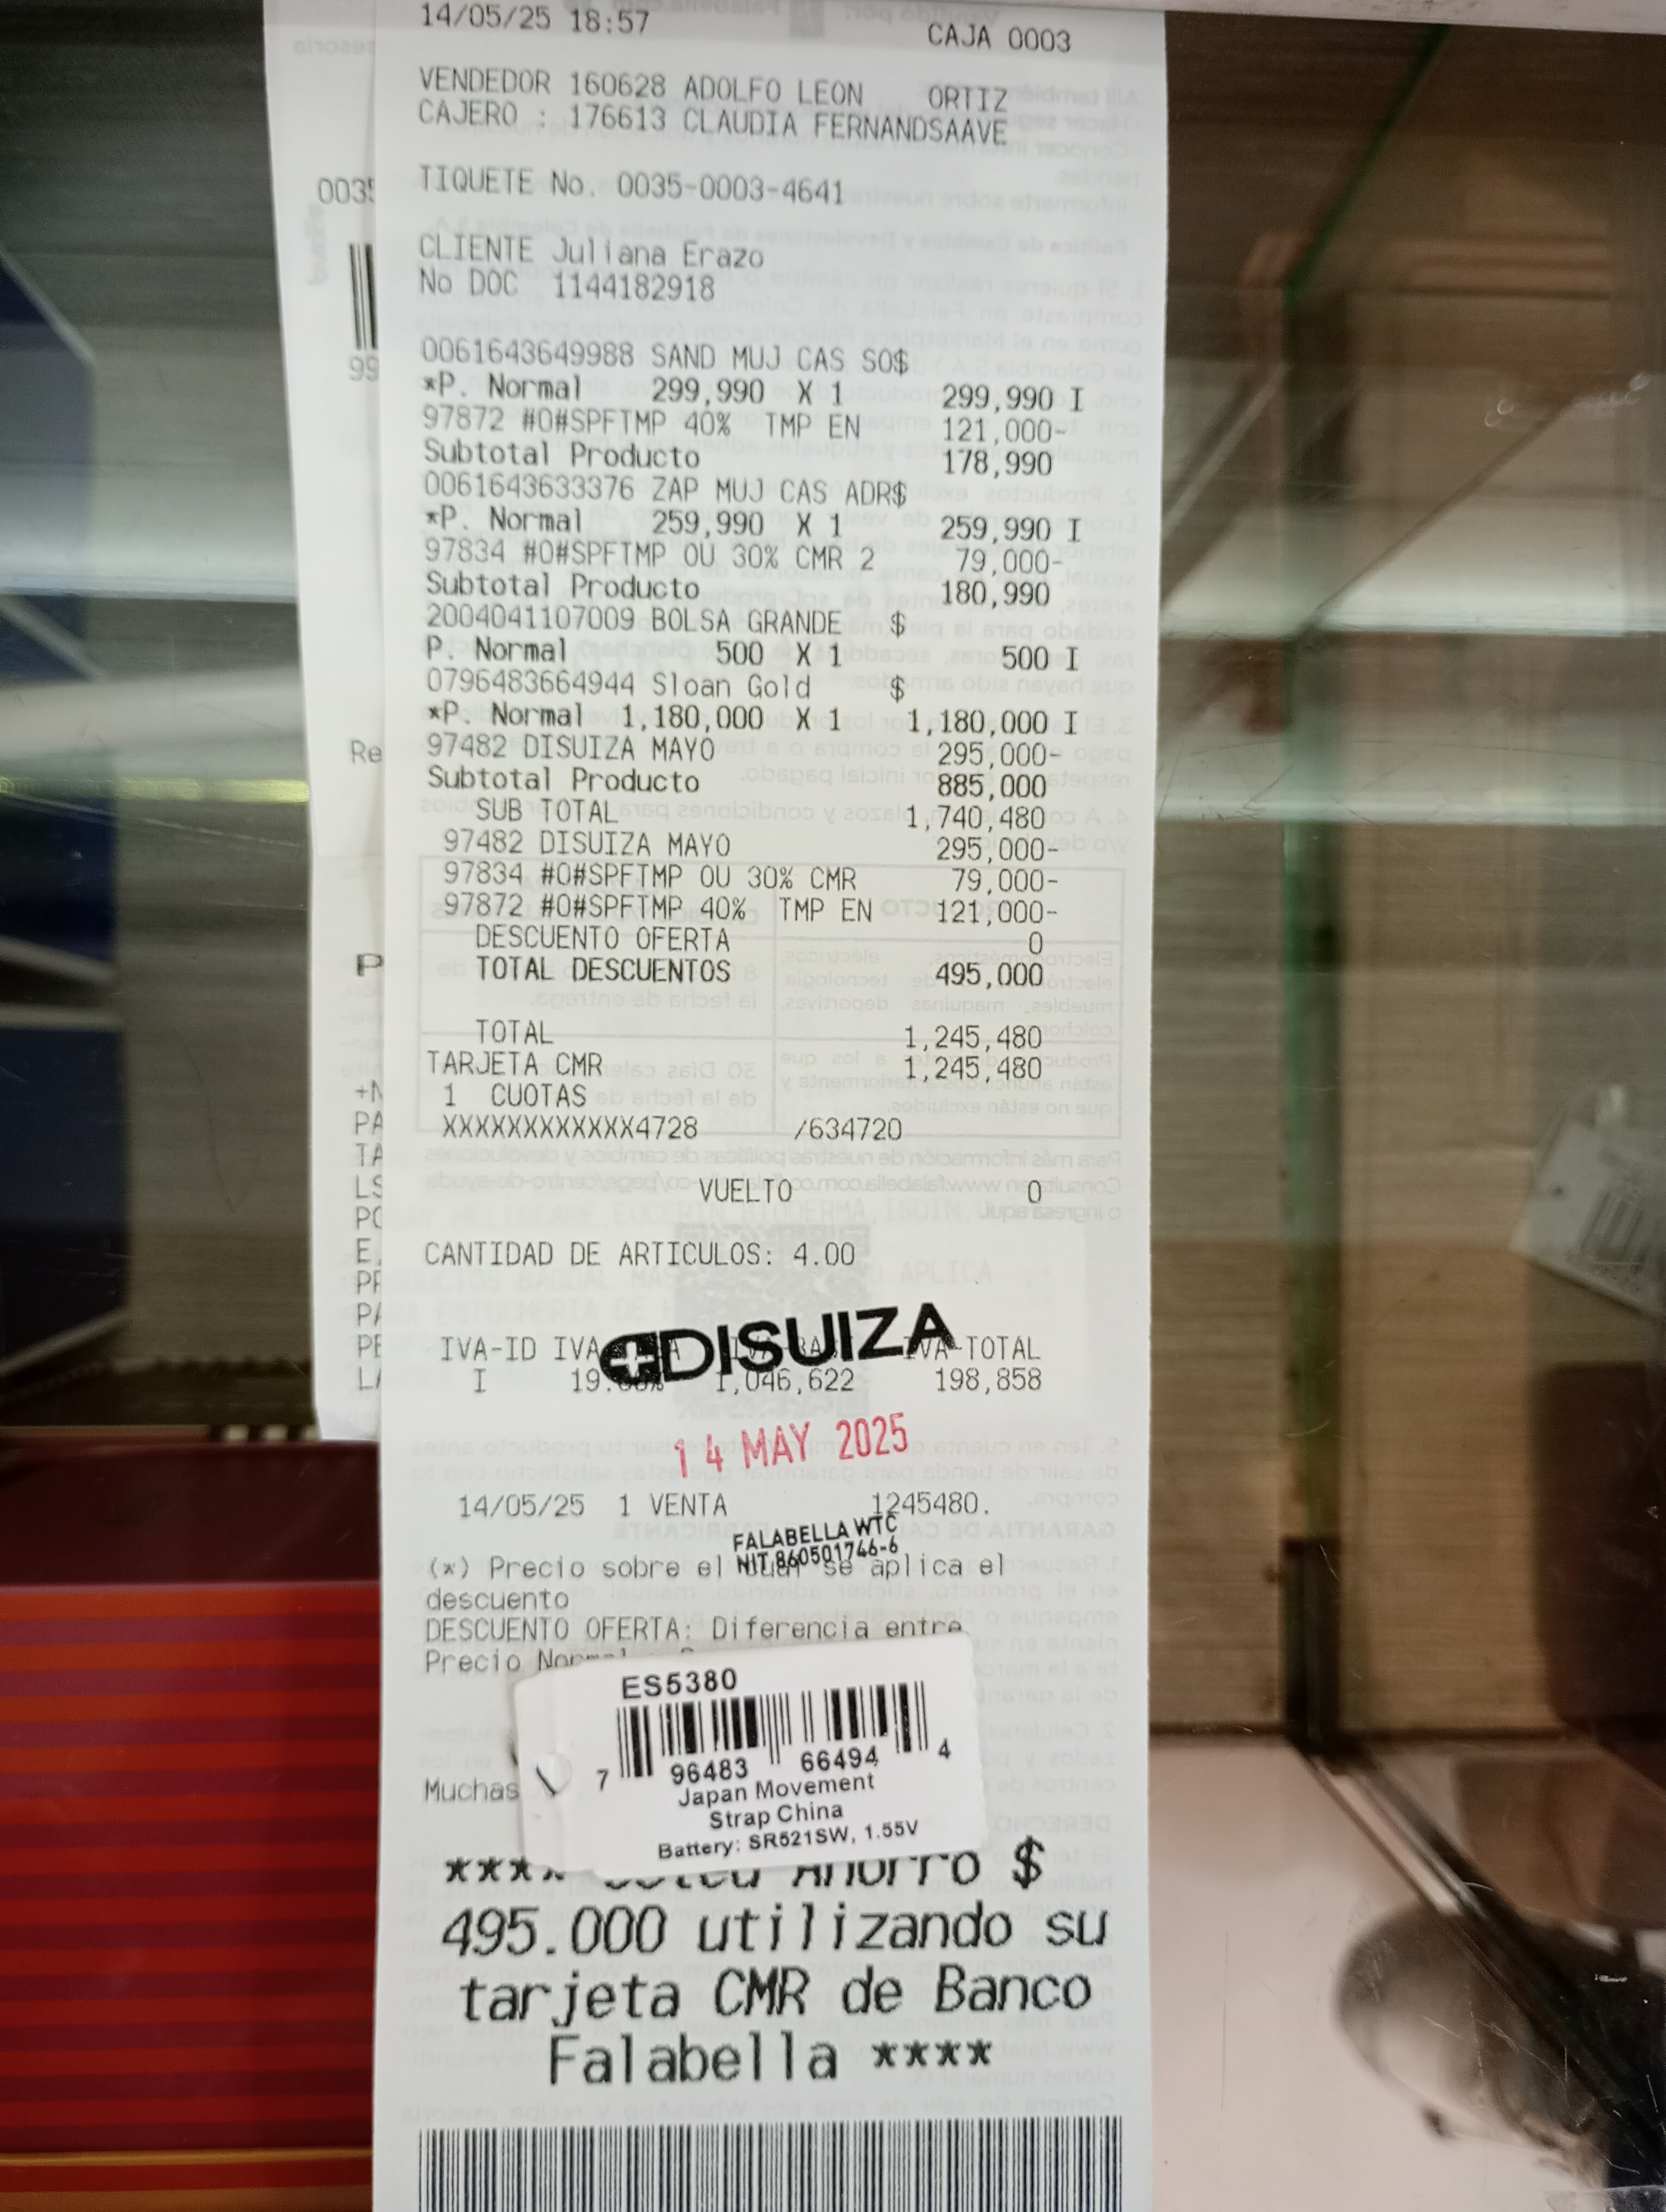 14/05/25 18:57 CAJA 0003
VENDEDOR 160628 ADOLFO LEON ORTIZ
CAJERO : 176613 CLAUDIA FERNANDSAAVE
TIQUETE No. 0035-0003-4641
CLIENTE Juliana Erazo
No DOC 1144182918
0061643649988 SAND MUJ CAS SO$
*P. Normal 299,990 X 1 299,990 I
97872 #0#SPFTMP 40% TMP EN 121,000-
Subtotal Producto 178,990
0061643633376 ZAP MUJ CAS ADR$
*P. Normal 259,990 X 1 259,990 I
97834 #0#SPFTMP OU 30% CMR 2 79,000-
Subtotal Producto 180,990
2004041107009 BOLSA GRANDE $
P. Normal 500 X 1 500 I
0796483664944 Sloan Gold $
*P. Normal 1,180,000 X 1 1,180,000 I
97482 DISUIZA MAYO 295,000-
Subtotal Producto 885,000
SUB TOTAL 1,740,480
97482 DISUIZA MAYO 295,000-
97834 #0#SPFTMP OU 30% CMR 79,000-
97872 #0#SPFTMP 40% TMP EN 121,000-
DESCUENTO OFERTA 0
TOTAL DESCUENTOS 495,000
TOTAL 1,245,480
TARJETA CMR 1,245,480
1 CUOTAS
XXXXXXXXXXXX4728 /634720
VUELTO 0
CANTIDAD DE ARTICULOS: 4.00
DISUIZA
IVA-ID IVA IVA-TOTAL
I 1,046,622 198,858
14 MAY 2025
14/05/25 1 VENTA 1245480.
FALABELLA WTC
NIT.860501746-6
(*) Precio sobre el se aplica el
descuento
DESCUENTO OFERTA: Diferencia entre
Precio
ES5380
7 96483 66494 4
Japan Movement
Strap China
Battery: SR521SW, 1.55V
Muchas
**** Ahorro $
495.000 utilizando su
tarjeta CMR de Banco
Falabella ****